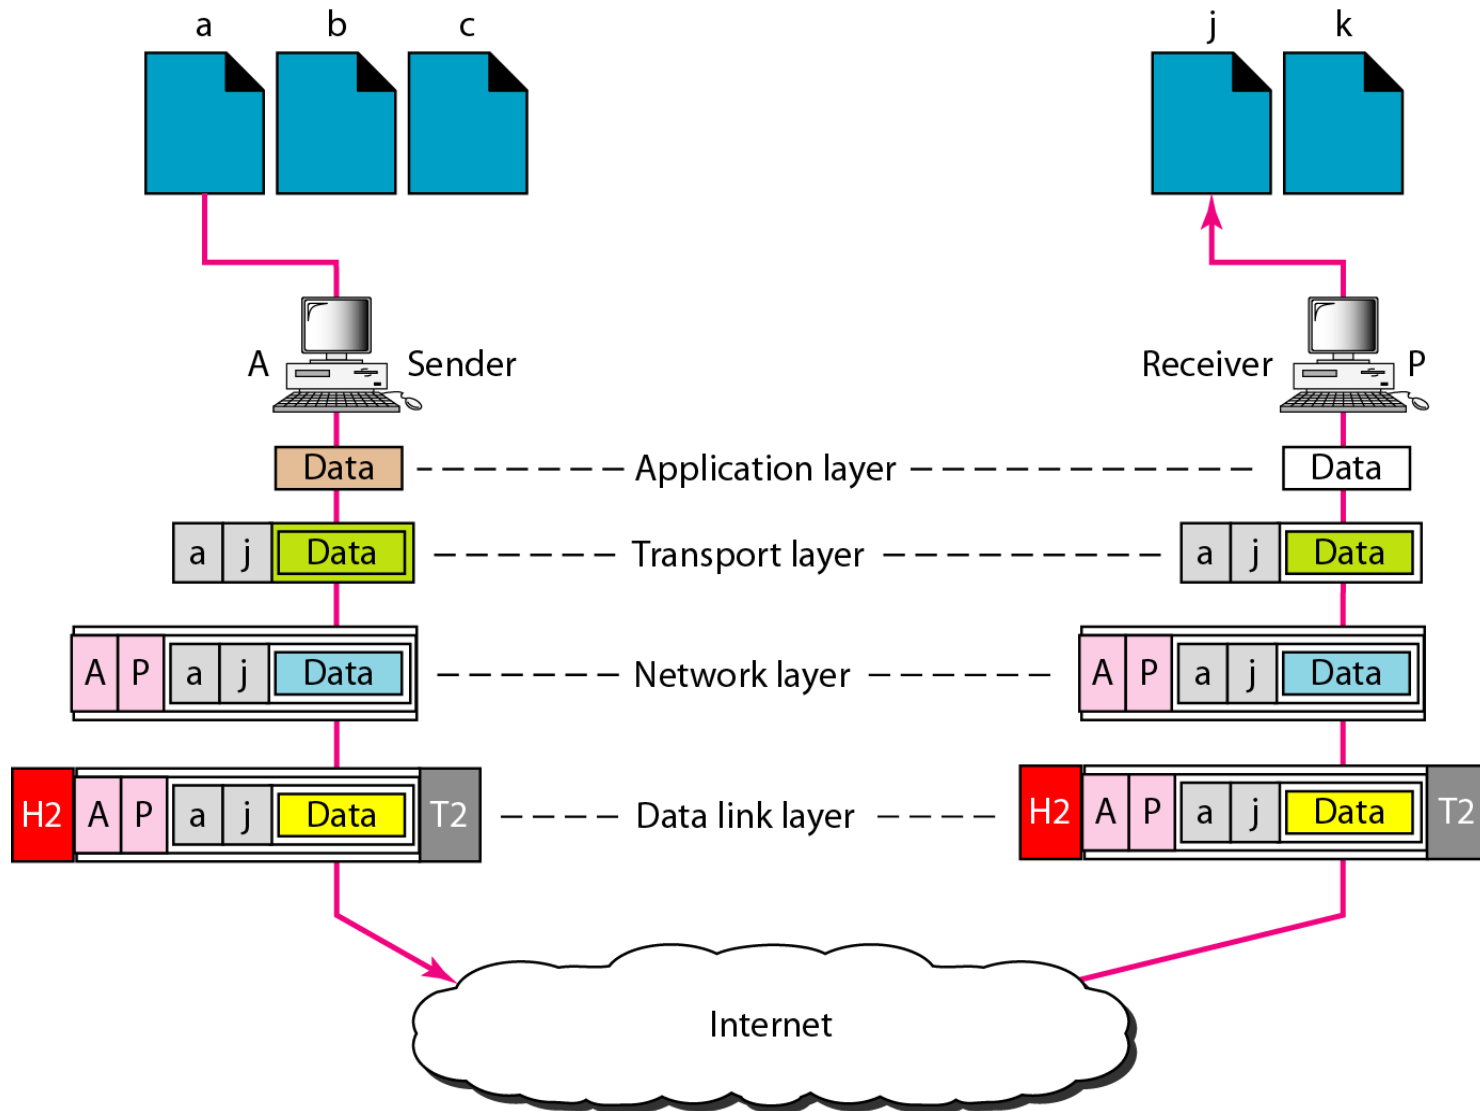 a b c j k
A Sender Receiver P
Data Application layer Data
a j Data Transport layer a j Data
A P a j Data Network layer A P a j Data
H2 A P a j Data T2 Data link layer H2 A P a j Data T2
Internet